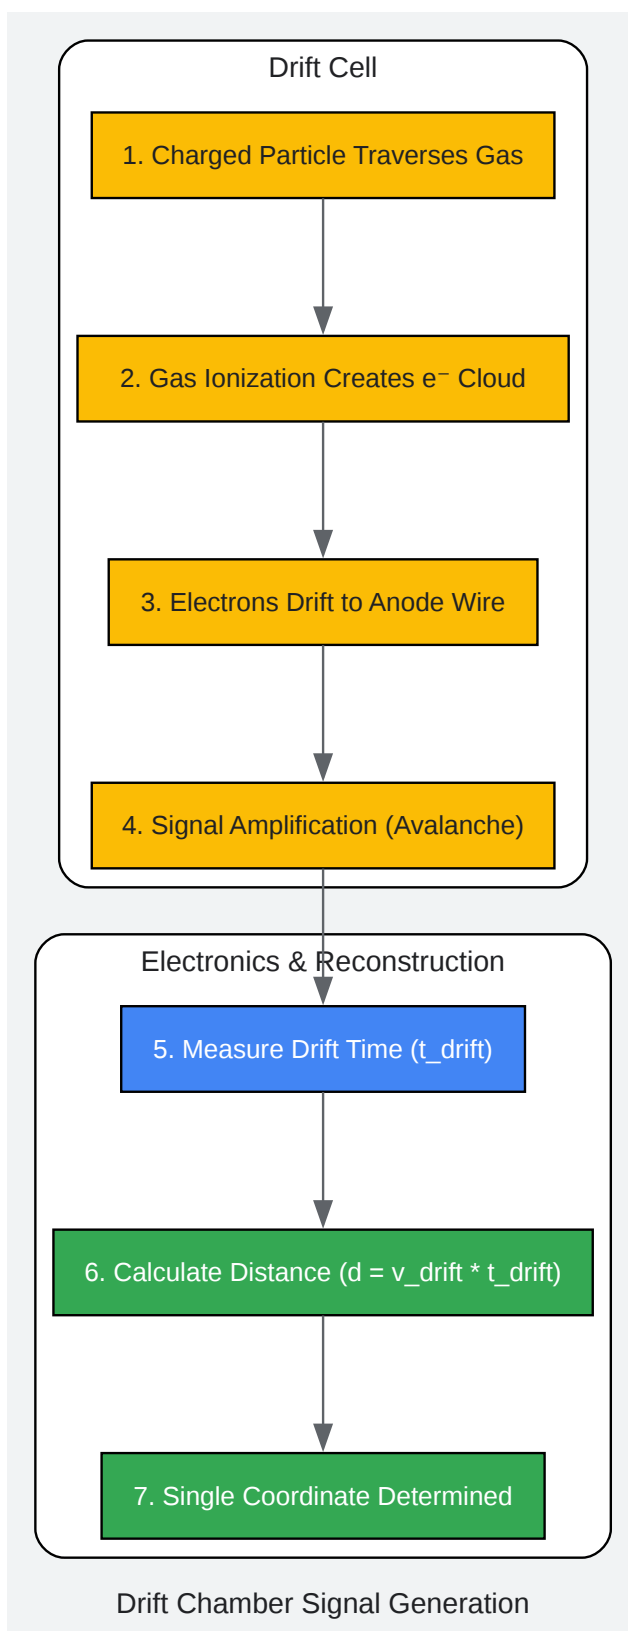 Drift Cell
1. Charged Particle Traverses Gas
2. Gas Ionization Creates e⁻ Cloud
3. Electrons Drift to Anode Wire
4. Signal Amplification (Avalanche)
Electronics & Reconstruction
5. Measure Drift Time (t_drift)
6. Calculate Distance (d = v_drift * t_drift)
7. Single Coordinate Determined
Drift Chamber Signal Generation